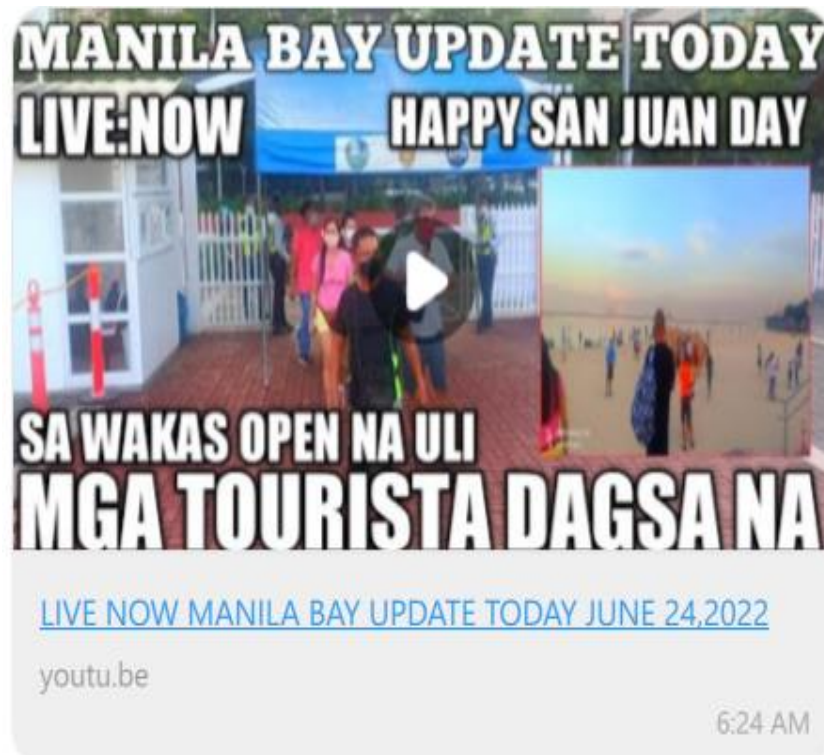 MANILA BAY UPDATE TODAY
LIVE:NOW
HAPPY SAN JUAN DAY
SA WAKAS OPEN NA ULI
MGA TOURISTA DAGSA NA
LIVE NOW MANILA BAY UPDATE TODAY JUNE 24,2022
youtu.be
6:24 AM